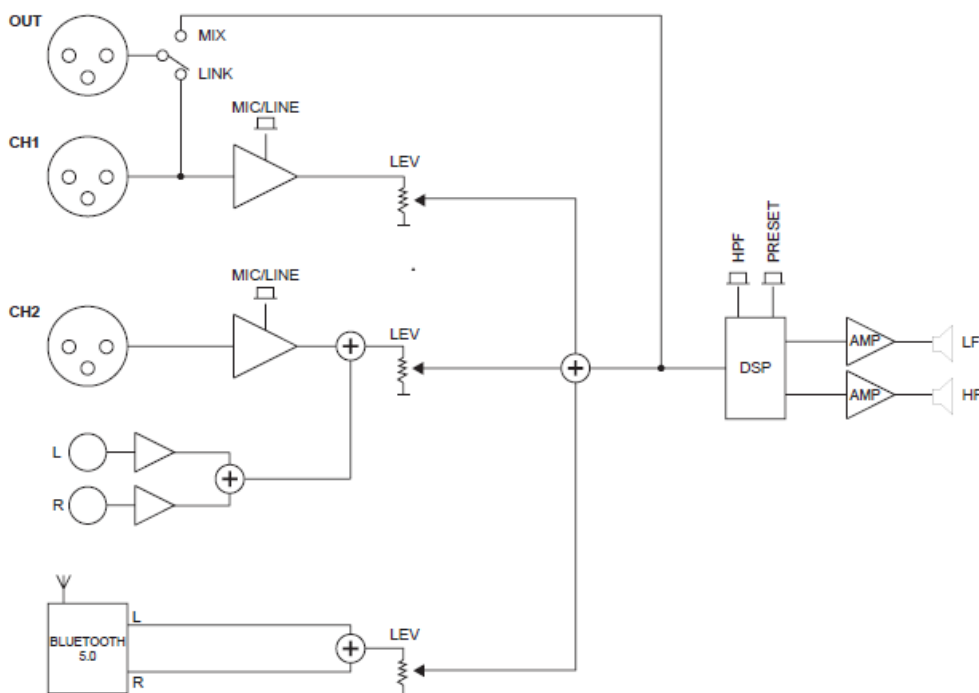 OUT
MIX
LINK
MIC/LINE
CH1
LEV
HPF
PRESET
MIC/LINE
CH2
LEV
AMP
LF
DSP
AMP
HF
L
R
L
BLUETOOTH
5.0
LEV
R